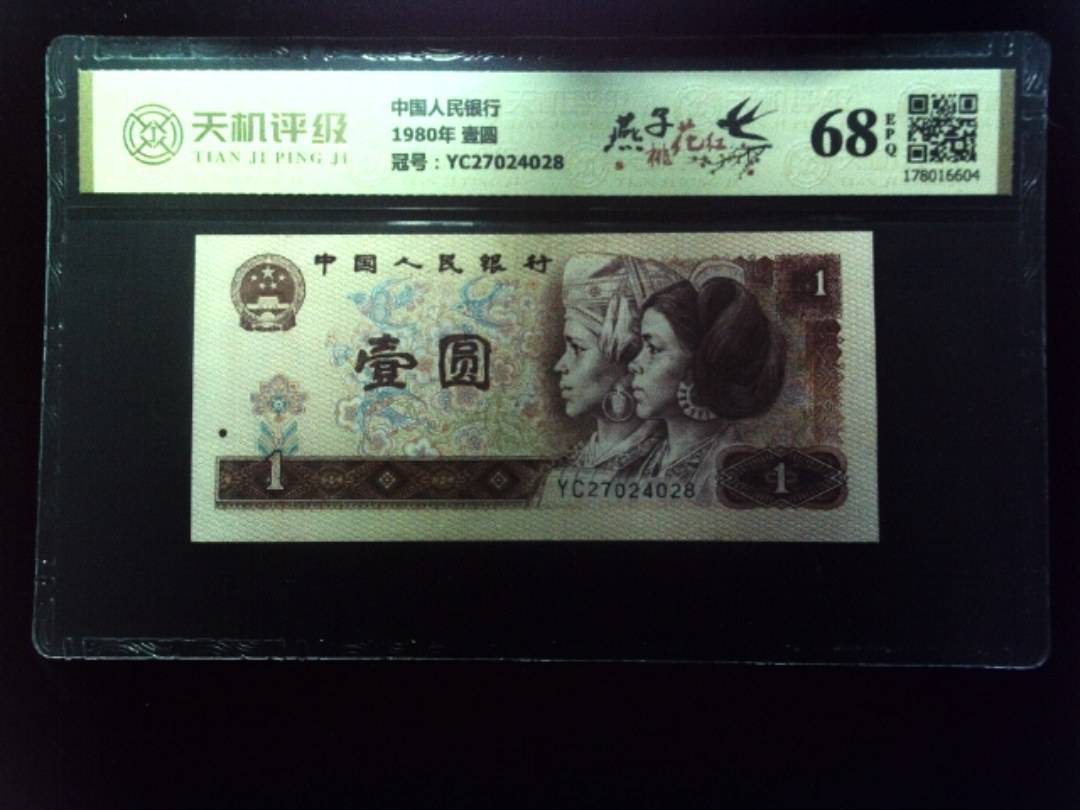 天机评级
TIAN JI PING JI
中国人民银行
1980年 壹圆
冠号：YC27024028
燕子
桃花红
68
EPQ
178016604
中国人民银行
1
壹圆
1
YC27024028
1